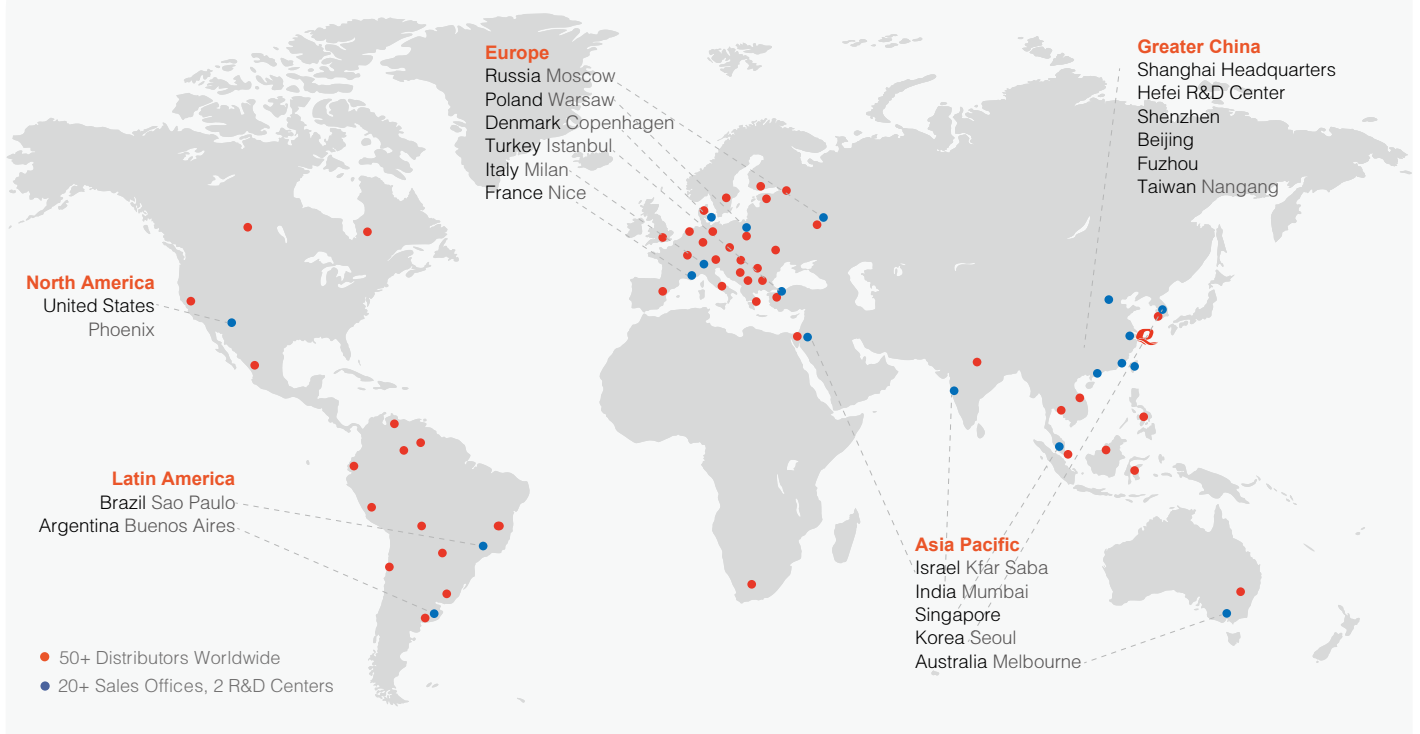 Europe
Russia Moscow
Poland Warsaw
Denmark Copenhagen
Turkey Istanbul
Italy Milan
France Nice
Greater China
Shanghai Headquarters
Hefei R&D Center
Shenzhen
Beijing
Fuzhou
Taiwan Nangang
North America
United States
Phoenix
Latin America
Brazil Sao Paulo
Argentina Buenos Aires
Asia Pacific
Israel Kfar Saba
India Mumbai
Singapore
Korea Seoul
Australia Melbourne
50+ Distributors Worldwide
20+ Sales Offices, 2 R&D Centers